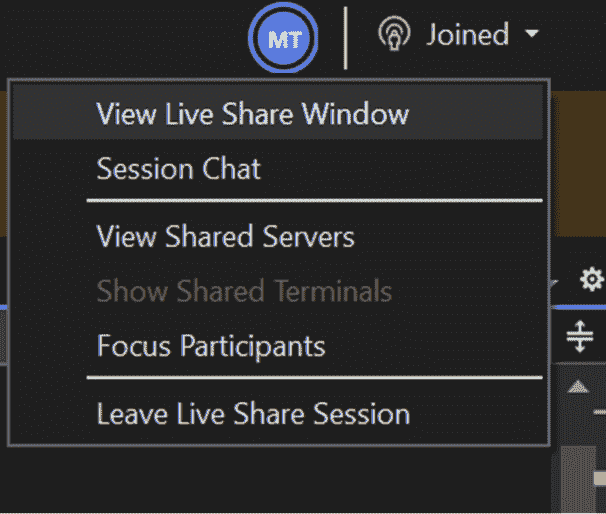 MT
Joined
View Live Share Window
Session Chat
View Shared Servers
Show Shared Terminals
Focus Participants
Leave Live Share Session